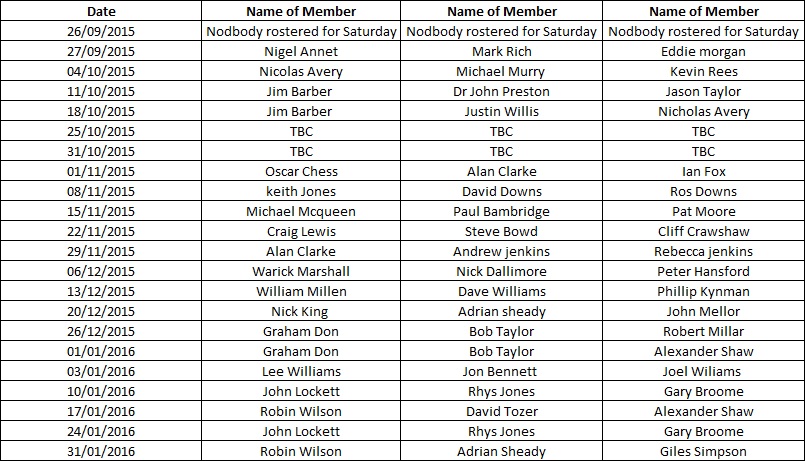 Date Name of Member Name of Member Name of Member
26/09/2015 Nodbody rostered for Saturday Nodbody rostered for Saturday Nodbody rostered for Saturday
27/09/2015 Nigel Annet Mark Rich Eddie morgan
04/10/2015 Nicolas Avery Michael Murry Kevin Rees
11/10/2015 Jim Barber Dr John Preston Jason Taylor
18/10/2015 Jim Barber Justin Willis Nicholas Avery
25/10/2015 TBC TBC TBC
31/10/2015 TBC TBC TBC
01/11/2015 Oscar Chess Alan Clarke Ian Fox
08/11/2015 keith Jones David Downs Ros Downs
15/11/2015 Michael Mcqueen Paul Bambridge Pat Moore
22/11/2015 Craig Lewis Steve Bowd Cliff Crawshaw
29/11/2015 Alan Clarke Andrew jenkins Rebecca jenkins
06/12/2015 Warick Marshall Nick Dallimore Peter Hansford
13/12/2015 William Millen Dave Williams Phillip Kynman
20/12/2015 Nick King Adrian sheady John Mellor
26/12/2015 Graham Don Bob Taylor Robert Millar
01/01/2016 Graham Don Bob Taylor Alexander Shaw
03/01/2016 Lee Williams Jon Bennett Joel Wiliams
10/01/2016 John Lockett Rhys Jones Gary Broome
17/01/2016 Robin Wilson David Tozer Alexander Shaw
24/01/2016 John Lockett Rhys Jones Gary Broome
31/01/2016 Robin Wilson Adrian Sheady Giles Simpson